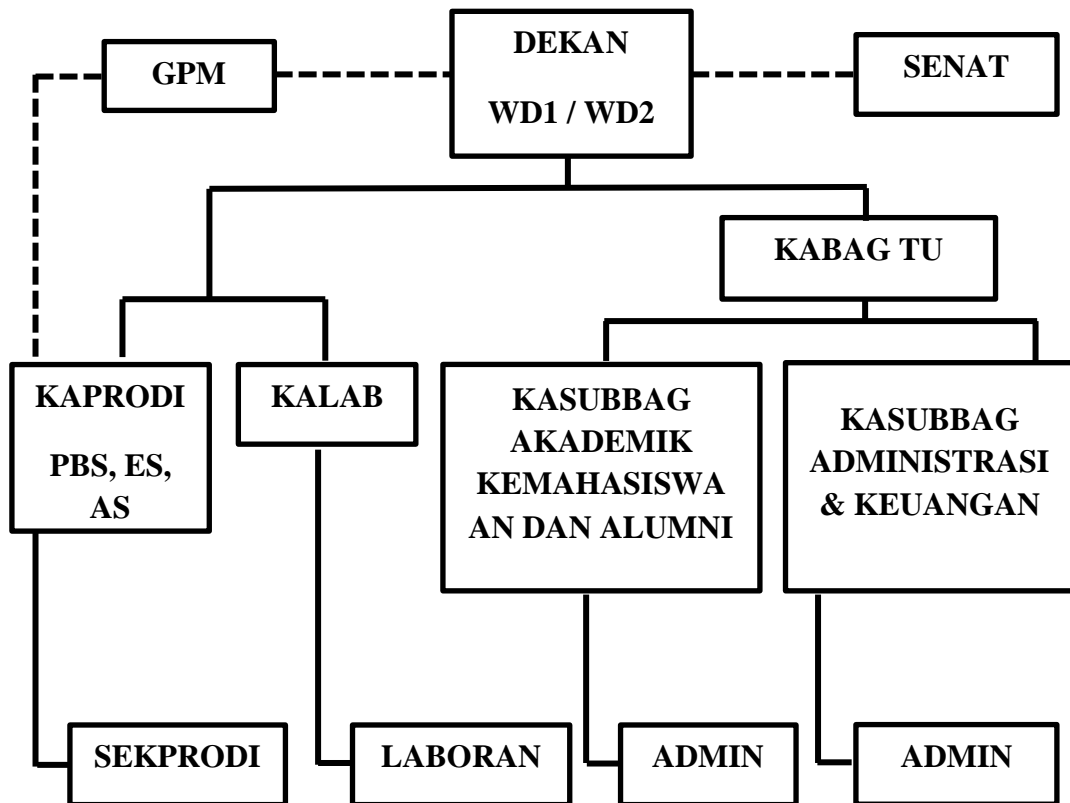 GPM
DEKAN
WD1 / WD2
SENAT
KABAG TU
KAPRODI
PBS, ES,
AS
KALAB
KASUBBAG
AKADEMIK
KEMAHASISWA
AN DAN ALUMNI
KASUBBAG
ADMINISTRASI
& KEUANGAN
SEKPRODI
LABORAN
ADMIN
ADMIN